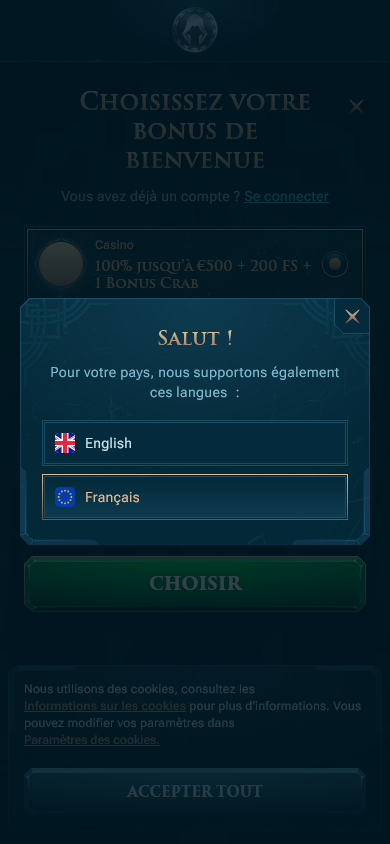 Choisissez votre
bonus de
bienvenue
Vous avez déjà un compte ? Se connecter
Casino
100% jusqu'à €500 + 200 FS +
1 Bonus Crab
Salut !
Pour votre pays, nous supportons également
ces langues :
English
Français
CHOISIR
Nous utilisons des cookies, consultez les
Informations sur les cookies pour plus d'informations. Vous
pouvez modifier vos paramètres dans
Paramètres des cookies.
ACCEPTER TOUT